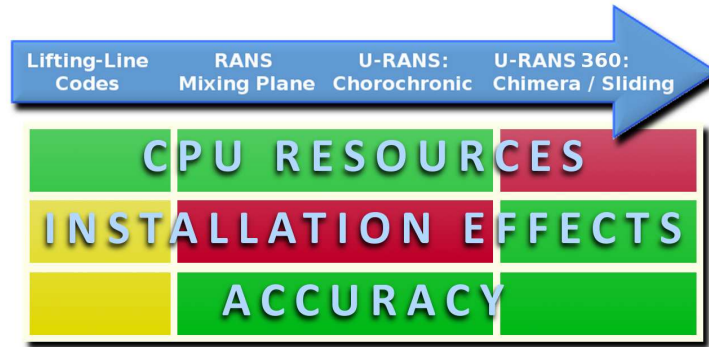 Lifting-Line Codes
RANS Mixing Plane
U-RANS: Chorochronic
U-RANS 360: Chimera / Sliding
CPU RESOURCES
INSTALLATION EFFECTS
ACCURACY